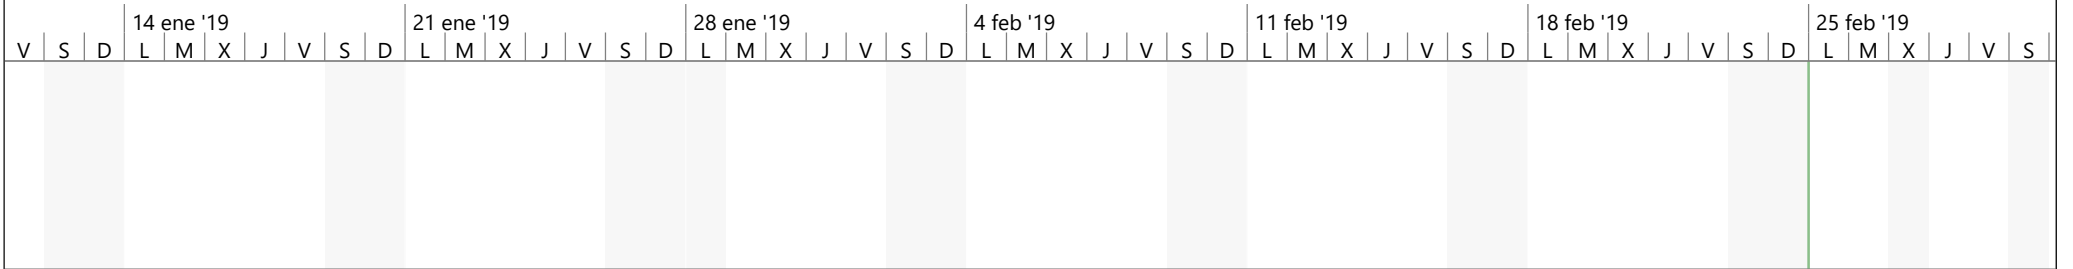 14 ene '19 21 ene '19 28 ene '19 4 feb '19 11 feb '19 18 feb '19 25 feb '19
V S D L M X J V S D L M X J V S D L M X J V S D L M X J V S D L M X J V S D L M X J V S D L M X J V S